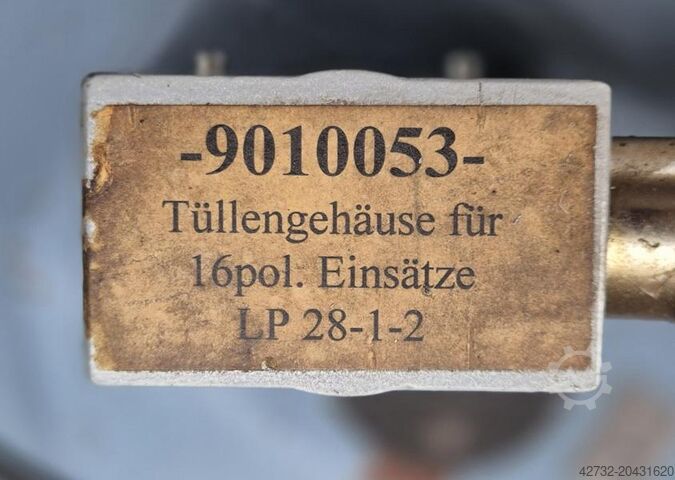 -9010053-
Tüllengehäuse für
16pol. Einsätze
LP 28-1-2
42732-20431620